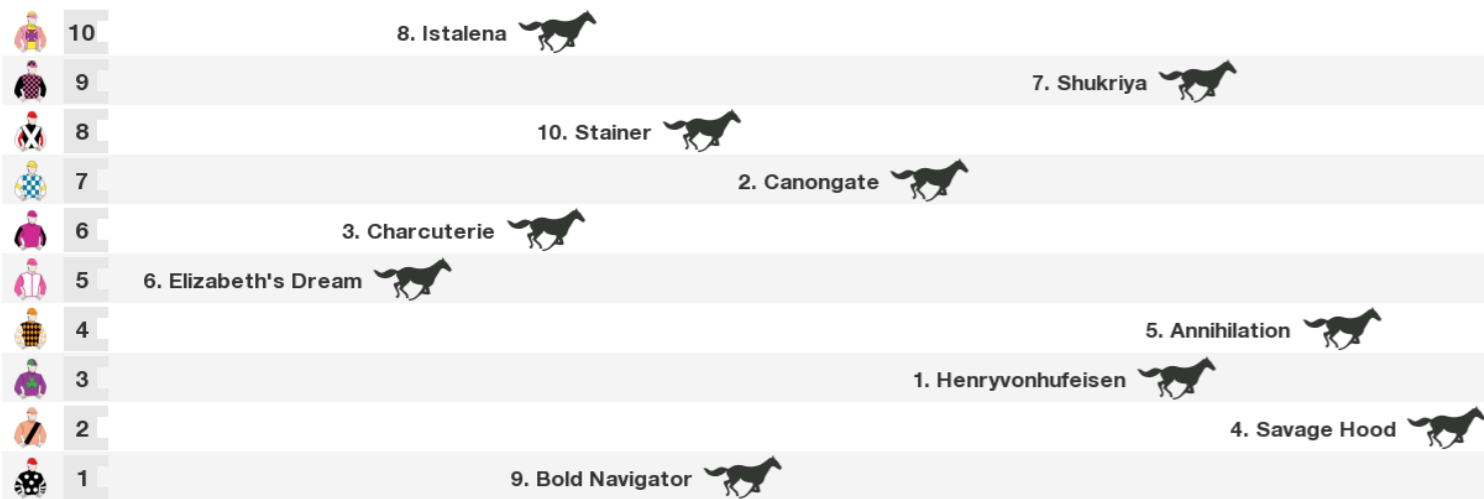 10 8. Istalena
9 7. Shukriya
8 10. Stainer
7 2. Canongate
6 3. Charcuterie
5 6. Elizabeth's Dream
4 5. Annihilation
3 1. Henryvonhufeisen
2 4. Savage Hood
1 9. Bold Navigator